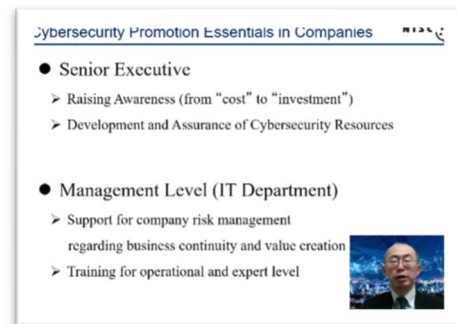 Cybersecurity Promotion Essentials in Companies
● Senior Executive
➢ Raising Awareness (from “cost” to “investment”)
➢ Development and Assurance of Cybersecurity Resources
● Management Level (IT Department)
➢ Support for company risk management
regarding business continuity and value creation
➢ Training for operational and expert level